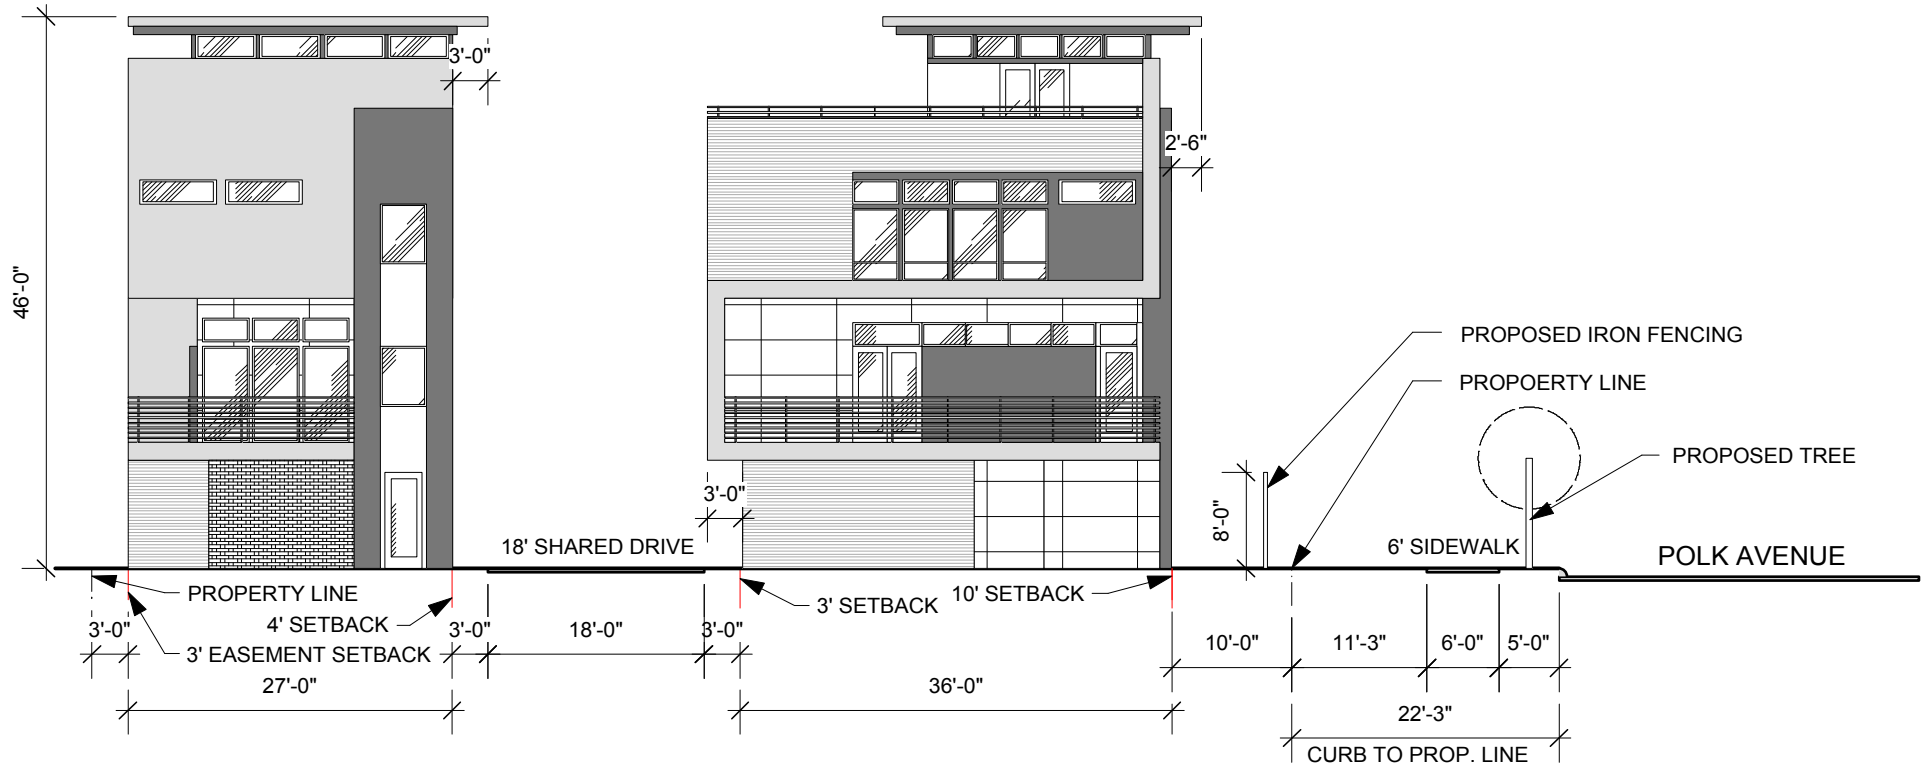 3'-0"
2'-6"
46'-0"
PROPOSED IRON FENCING
PROPOERTY LINE
PROPOSED TREE
3'-0"
8'-0"
18' SHARED DRIVE
6' SIDEWALK
POLK AVENUE
PROPERTY LINE
3' SETBACK
10' SETBACK
4' SETBACK
3'-0"
3'-0"
18'-0"
3'-0"
10'-0"
11'-3"
6'-0"
5'-0"
3' EASEMENT SETBACK
27'-0"
36'-0"
22'-3"
CURB TO PROP. LINE